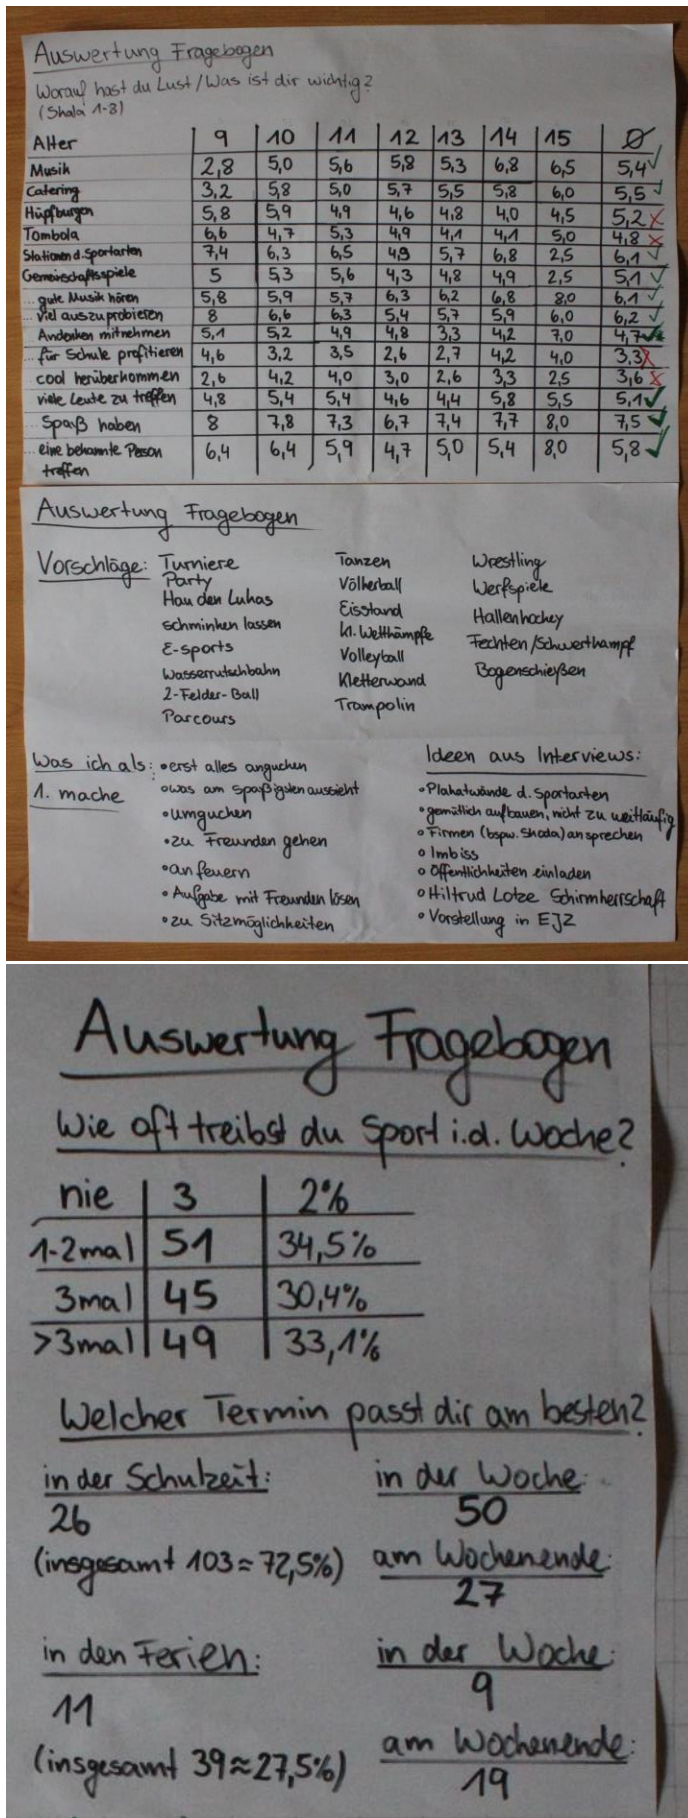 Auswertung Fragebogen
Worauf hast du Lust/Was ist dir wichtig?
(Skala 1-8)
Alter 9 10 11 12 13 14 15 Ø
Musik 2,8 5,0 5,6 5,8 5,3 6,8 6,5 5,4 ✓
Catering 3,2 5,8 5,0 5,7 5,5 5,8 6,0 5,5 ✓
Hüpfburgen 5,8 5,9 4,9 4,6 4,8 4,0 4,5 5,2 x
Tombola 6,6 4,7 5,3 4,9 4,1 4,1 5,0 4,8 x
Stationen d. Sportarten 7,4 6,3 6,5 4,9 5,7 6,8 2,5 6,1 ✓
Gemeinschaftsspiele 5 5,3 5,6 4,3 4,8 4,9 2,5 5,1 ✓
... gute Musik hören 5,8 5,9 5,7 6,3 6,2 6,8 8,0 6,1 ✓
... viel auszuprobieren 8 6,6 6,3 5,4 5,7 5,9 6,0 6,2 ✓
Andenken mitnehmen 5,1 5,2 4,9 4,8 3,3 4,2 7,0 4,7 ✓
... für Schule profitieren 4,6 3,2 3,5 2,6 2,7 4,2 4,0 3,3 x
cool herüberkommen 2,6 4,2 4,0 3,0 2,6 3,3 2,5 3,6 x
viele Leute zu treffen 4,8 5,4 5,4 4,6 4,4 5,8 5,5 5,1 ✓
Spaß haben 8 7,8 7,3 6,7 7,4 7,7 8,0 7,5 ✓
... eine bekannte Person 6,4 6,4 5,9 4,7 5,0 5,4 8,0 5,8 ✓
treffen
Auswertung Fragebogen
Vorschläge: Turniere
Party
Hau den Lukas
schminken lassen
E-sports
Wasserrutschbahn
2-Felder-Ball
Parcours
Tanzen
Völkerball
Eisstand
kl. Wettkämpfe
Volleyball
Kletterwand
Trampolin
Wrestling
Werfspiele
Hallenhockey
Fechten/Schwertkampf
Bogenschießen
Was ich als:
1. mache
• erst alles angucken
• was am spaßigsten aussieht
• umgucken
• zu Freunden gehen
• anfeuern
• Aufgabe mit Freunden lösen
• zu Sitzmöglichkeiten
Ideen aus Interviews:
• Plakatwände d. Sportarten
• gemütlich aufbauen, nicht zu weitläufig
• Firmen (bspw. Skoda) ansprechen
• Imbiss
• Öffentlichkeiten einladen
• Hiltrud Lotze Schirmherrschaft
• Vorstellung in EJZ
Auswertung Fragebogen
Wie oft treibst du Sport i.d. Woche?
nie 3 2%
1-2mal 51 34,5%
3mal 45 30,4%
>3mal 49 33,1%
Welcher Termin passt dir am besten?
in der Schulzeit:
26
(insgesamt 103 ≈ 72,5%)
in der Woche:
50
am Wochenende:
27
in den Ferien:
11
(insgesamt 39 ≈ 27,5%)
in der Woche:
9
am Wochenende:
19